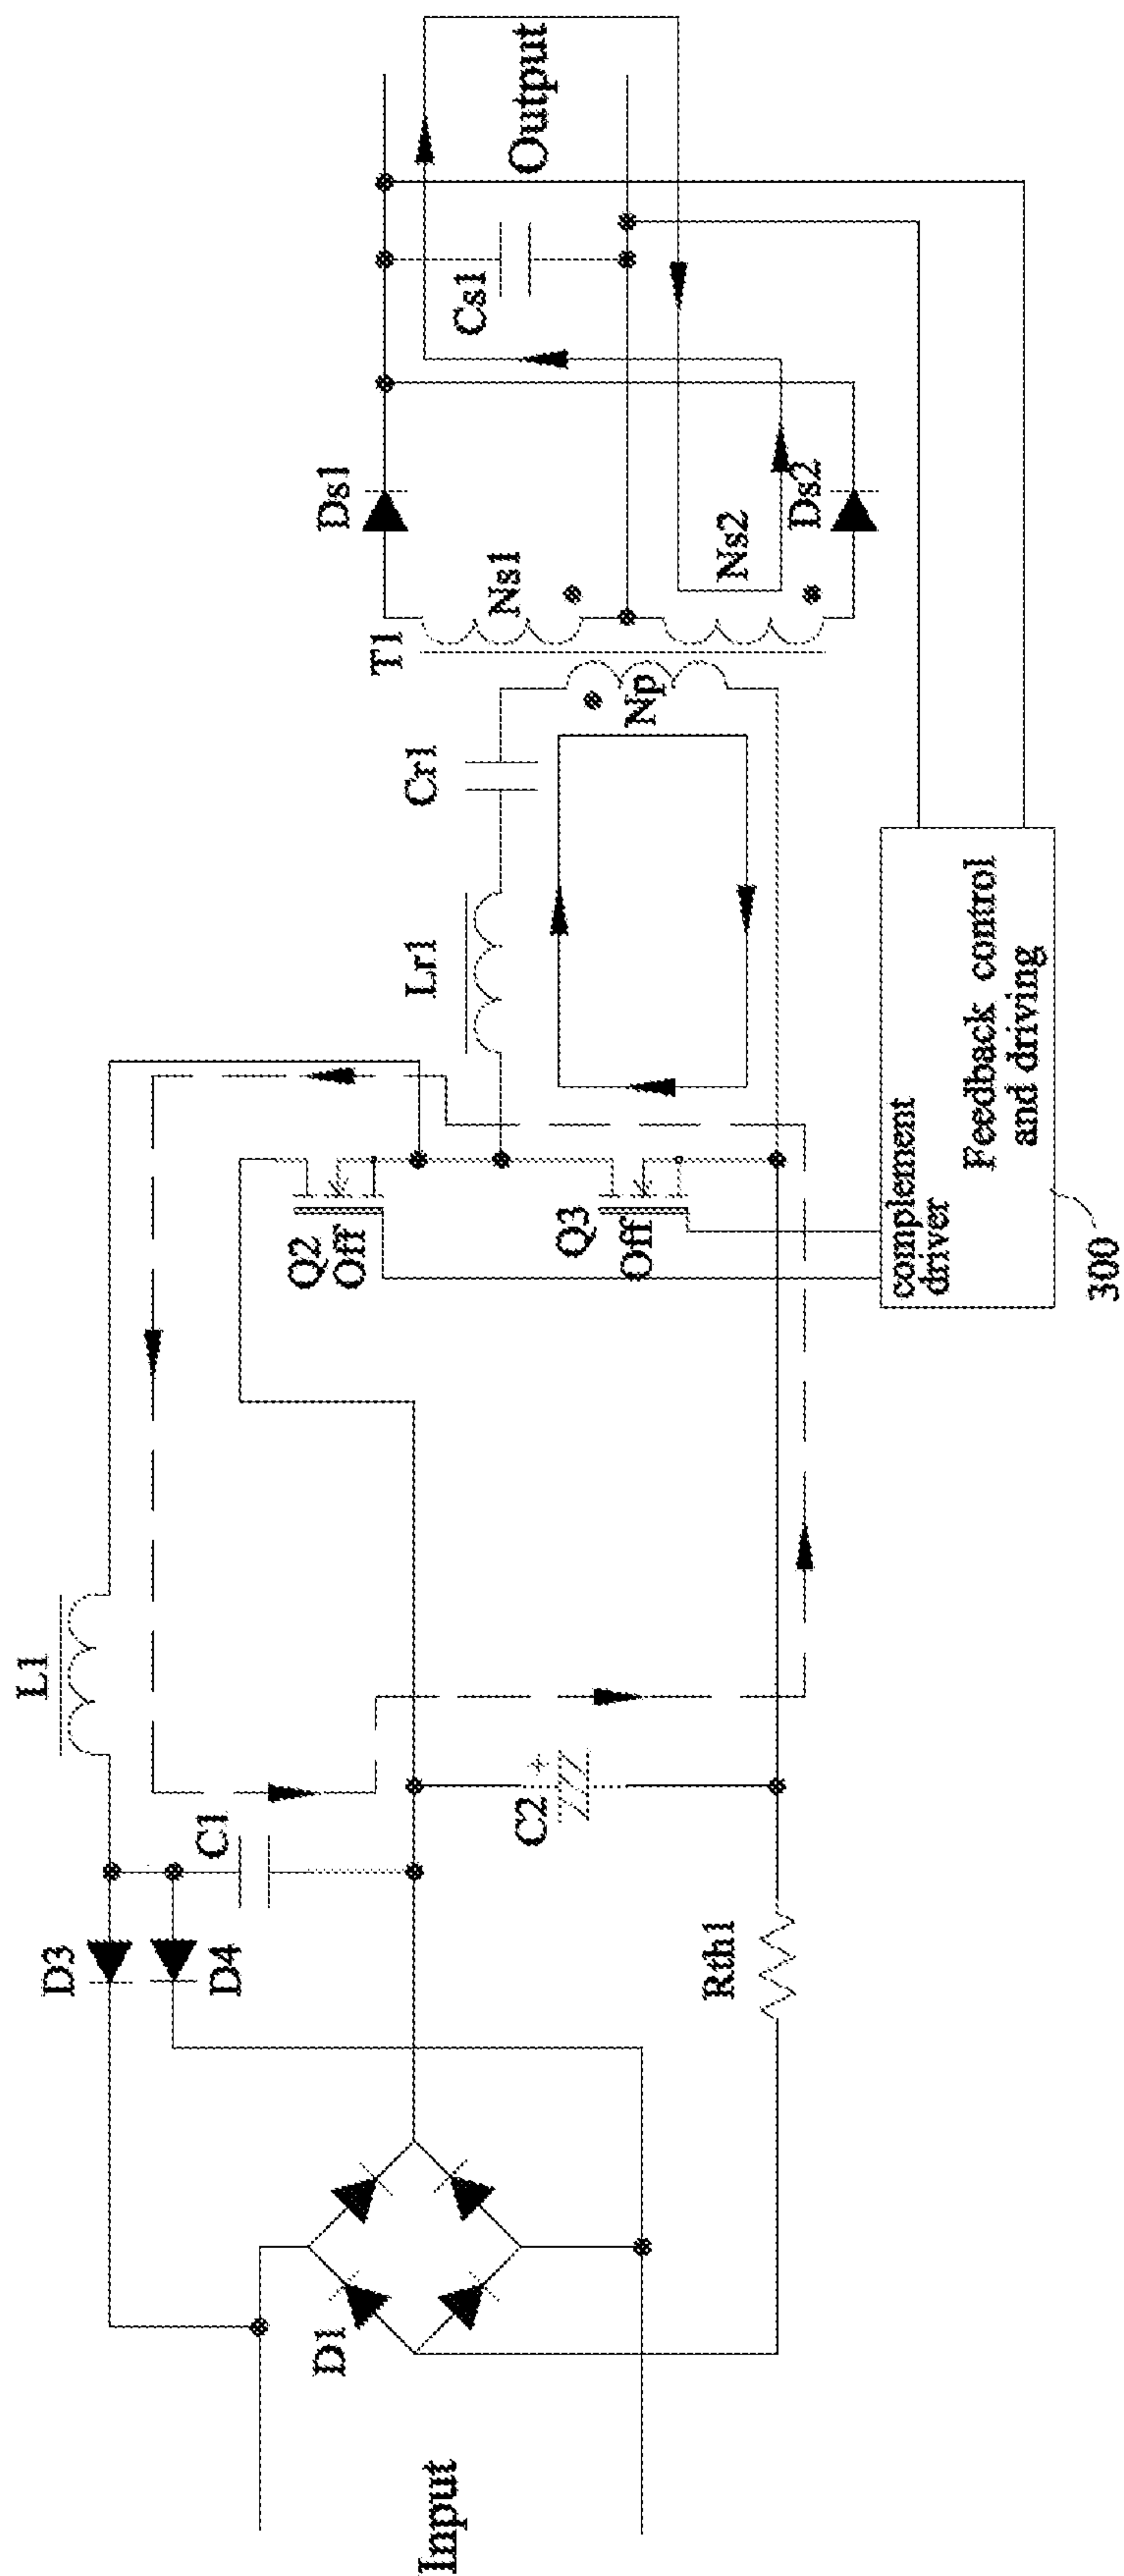 Input
D1
D3
D4
C1
L1
C2
Rth1
Q2
Off
Q3
Off
Lr1
Cr1
T1
Np
Ns1
Ns2
Ds1
Ds2
Cs1
Output
complement
driver
Feedback control
and driving
300